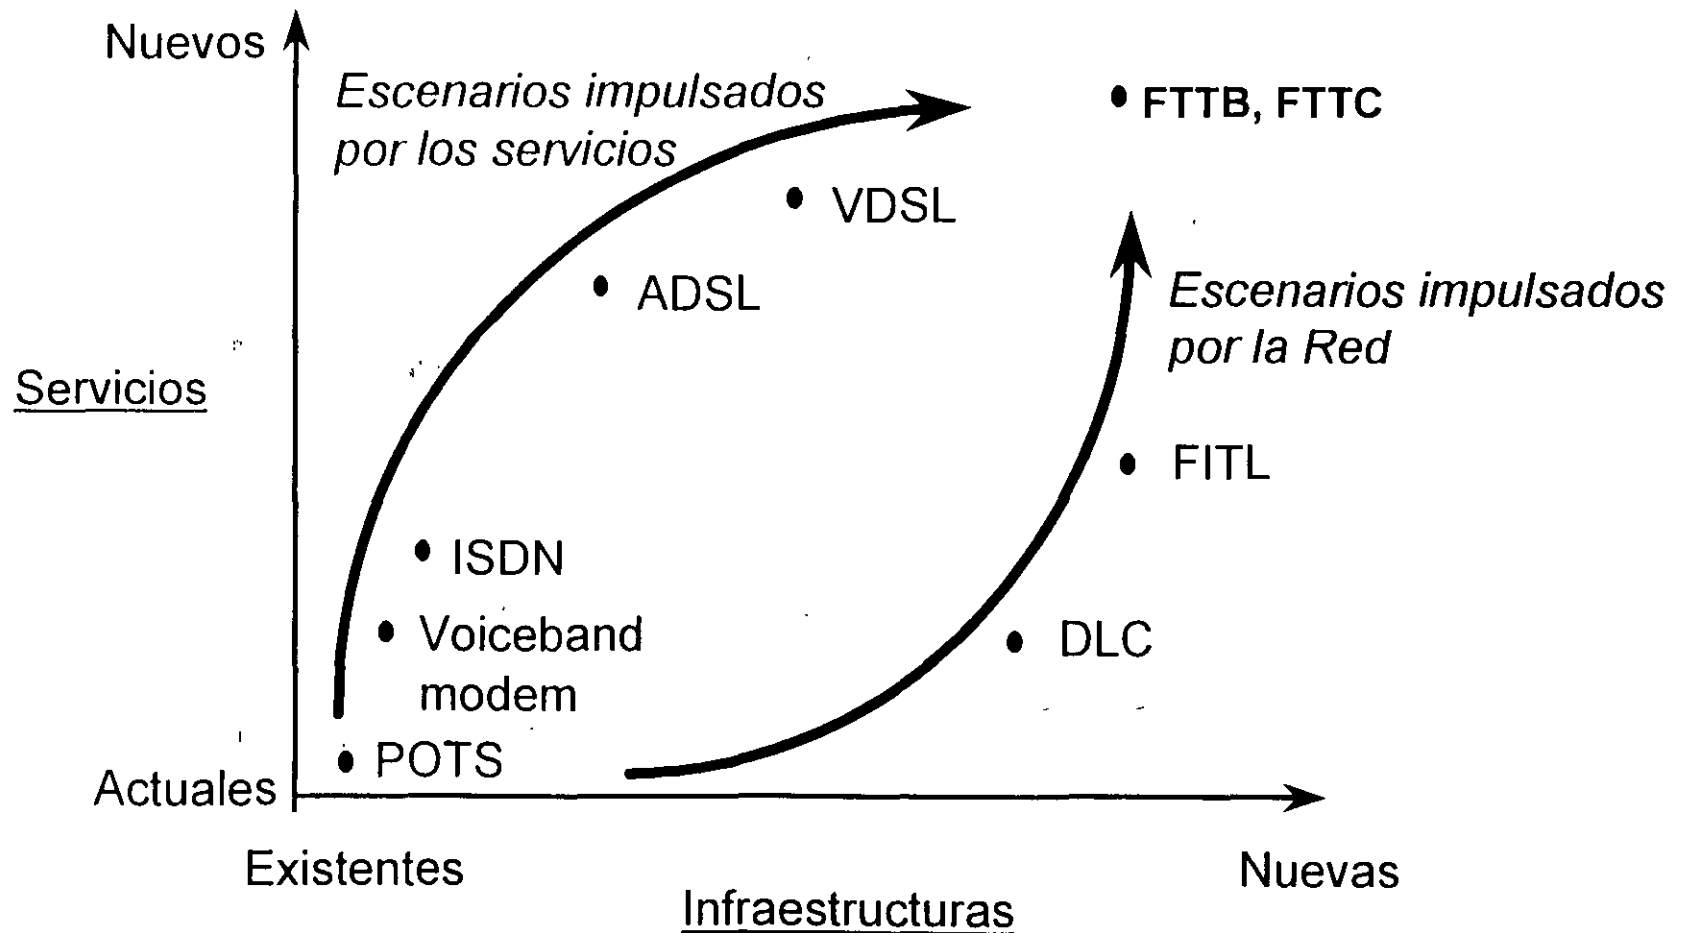 Nuevos
Escenarios impulsados
por los servicios
FTTB, FTTC
VDSL
ADSL
Escenarios impulsados
por la Red
Servicios
FITL
ISDN
Voiceband
modem
DLC
POTS
Actuales
Existentes
Nuevas
Infraestructuras